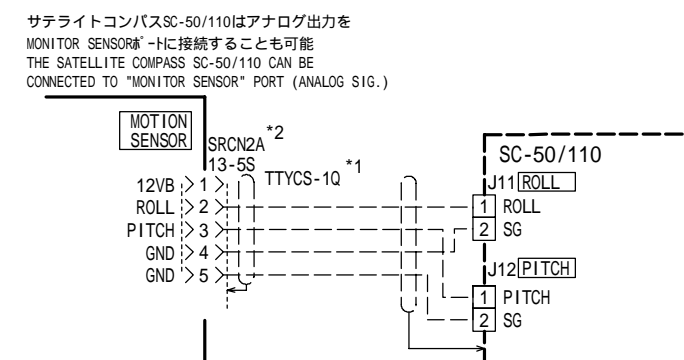 サテライトコンパスSC-50/110はアナログ出力を
MONITOR SENSORﾎﾟｰﾄに接続することも可能
THE SATELLITE COMPASS SC-50/110 CAN BE
CONNECTED TO "MONITOR SENSOR" PORT (ANALOG SIG.)
MOTION
SENSOR
SRCN2A *2
13-5S
TTYCS-1Q *1
SC-50/110
12VB 1
ROLL 2
PITCH 3
GND 4
GND 5
J11 ROLL
1 ROLL
2 SG
J12 PITCH
1 PITCH
2 SG